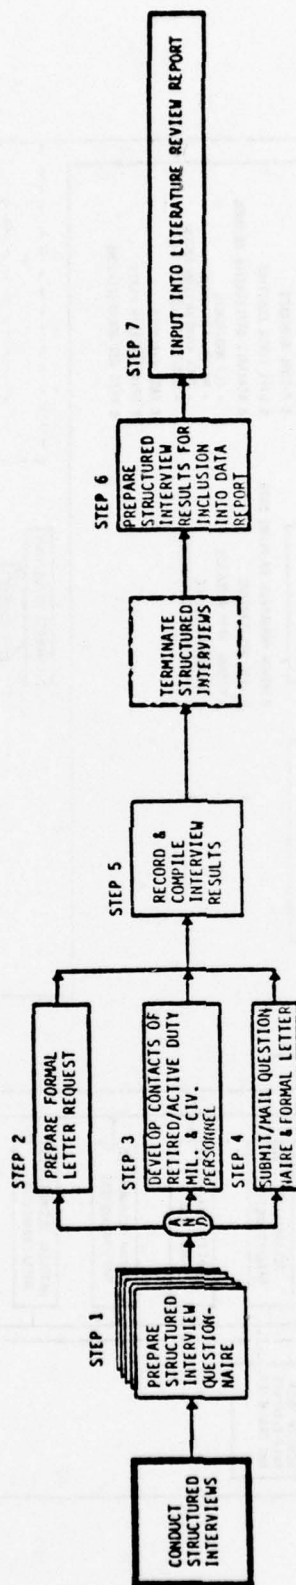 CONDUCT
STRUCTURED
INTERVIEWS
STEP 1
PREPARE
STRUCTURED
INTERVIEW
QUESTION-
NAIRE
AND
STEP 2
PREPARE FORMAL
LETTER REQUEST
STEP 3
DEVELOP CONTACTS OF
RETIRED/ACTIVE DUTY
MIL. & CIV.
PERSONNEL
STEP 4
SUBMIT/MAIL QUESTION
NAIRE & FORMAL LETTER
STEP 5
RECORD &
COMPILE
INTERVIEW
RESULTS
TERMINATE
STRUCTURED
INTERVIEWS
STEP 6
PREPARE
STRUCTURED
INTERVIEW
RESULTS FOR
INCLUSION
INTO DATA
REPORT
STEP 7
INPUT INTO LITERATURE REVIEW REPORT